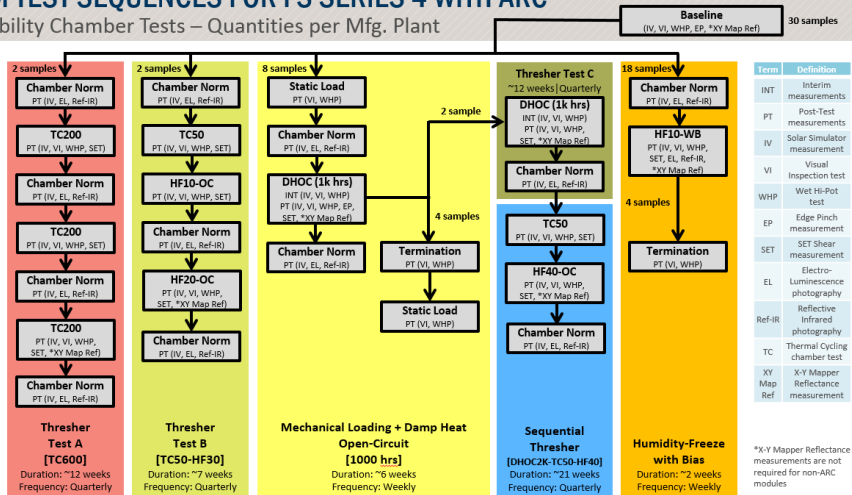 TEST SEQUENCES FOR FS SERIES 4 WITH ARC
bility Chamber Tests – Quantities per Mfg. Plant
Baseline
(IV, VI, WHP, EP, *XY Map Ref)
30 samples
2 samples
Chamber Norm
PT (IV, EL, Ref-IR)
TC200
PT (IV, VI, WHP, SET)
Chamber Norm
PT (IV, EL, Ref-IR)
TC200
PT (IV, VI, WHP, SET)
Chamber Norm
PT (IV, EL, Ref-IR)
TC200
PT (IV, VI, WHP,
SET, *XY Map Ref)
Chamber Norm
PT (IV, EL, Ref-IR)
Thresher
Test A
[TC600]
Duration: ~12 weeks
Frequency: Quarterly
2 samples
Chamber Norm
PT (IV, EL, Ref-IR)
TC50
PT (IV, VI, WHP, SET)
HF10-OC
PT (IV, VI, WHP, SET)
Chamber Norm
PT (IV, EL, Ref-IR)
HF20-OC
PT (IV, VI, WHP,
SET, *XY Map Ref)
Chamber Norm
PT (IV, EL, Ref-IR)
Thresher
Test B
[TC50-HF30]
Duration: ~7 weeks
Frequency: Quarterly
8 samples
Static Load
PT (VI, WHP)
Chamber Norm
PT (IV, EL, Ref-IR)
DHOC (1k hrs)
INT (IV, VI, WHP)
PT (IV, VI, WHP, EP,
SET, *XY Map Ref)
Chamber Norm
PT (IV, EL, Ref-IR)
2 sample
4 samples
Termination
PT (VI, WHP)
Static Load
PT (VI, WHP)
Mechanical Loading + Damp Heat
Open-Circuit
[1000 hrs]
Duration: ~6 weeks
Frequency: Weekly
Thresher Test C
~12 weeks|Quarterly
DHOC (1k hrs)
INT (IV, VI, WHP)
PT (IV, VI, WHP,
SET, *XY Map Ref)
Chamber Norm
PT (IV, EL, Ref-IR)
TC50
PT (IV, VI, WHP, SET)
HF40-OC
PT (IV, VI, WHP,
SET, *XY Map Ref)
Chamber Norm
PT (IV, EL, Ref-IR)
Sequential
Thresher
[DHOC2K-TC50-HF40]
Duration: ~21 weeks
Frequency: Quarterly
18 samples
Chamber Norm
PT (IV, EL, Ref-IR)
HF10-WB
PT (IV, VI, WHP,
SET, EL, Ref-IR,
*XY Map Ref)
4 samples
Termination
PT (VI, WHP)
Humidity-Freeze
with Bias
Duration: ~2 weeks
Frequency: Weekly
Term Definition
INT Interim
measurements
PT Post-Test
measurements
IV Solar Simulator
measurement
VI Visual
Inspection test
WHP Wet Hi-Pot
test
EP Edge Pinch
measurement
SET SET Shear
measurement
EL Electro-
Luminescence
photography
Ref-IR Reflective
Infrared
photography
TC Thermal Cycling
chamber test
XY
Map
Ref
X-Y Mapper
Reflectance
measurement
*X-Y Mapper Reflectance
measurements are not
required for non-ARC
modules